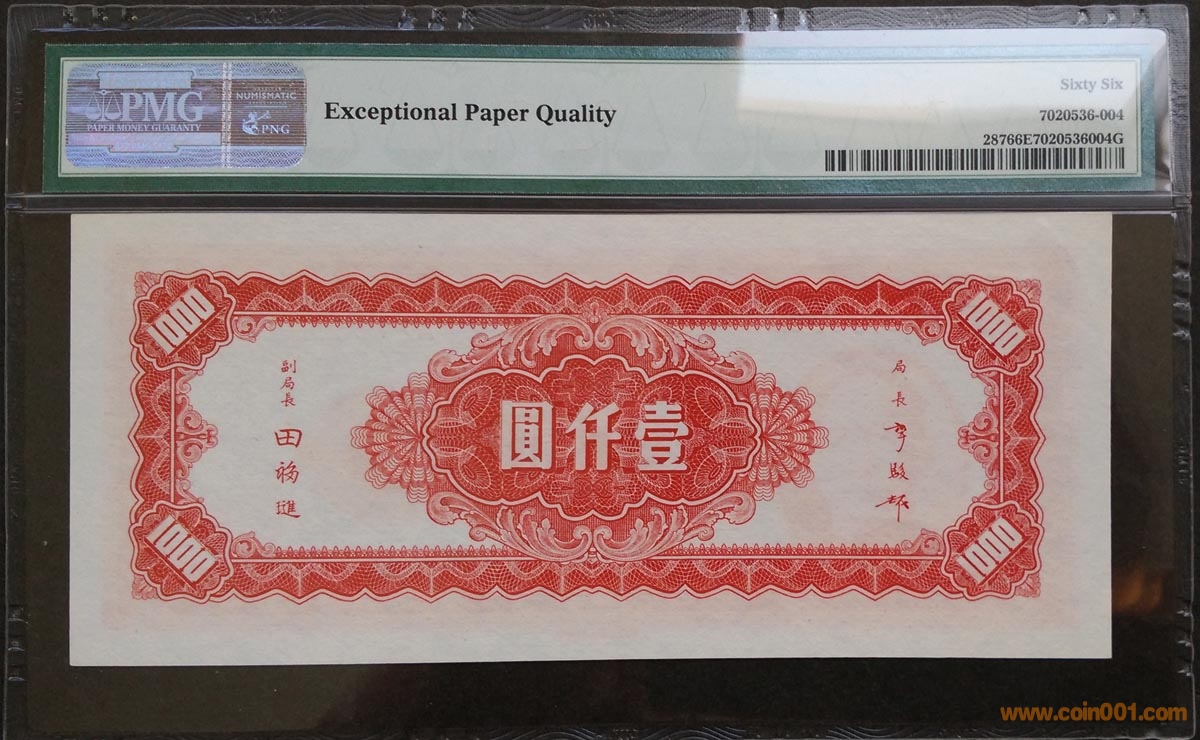 PMG
PAPER MONEY GUARANTY
NUMISMATIC
PNG
Exceptional Paper Quality
Sixty Six
7020536-004
28766E7020536004G
1000
1000
局長
副局長
田福進
壹仟圓
1000
1000
www.coin001.com